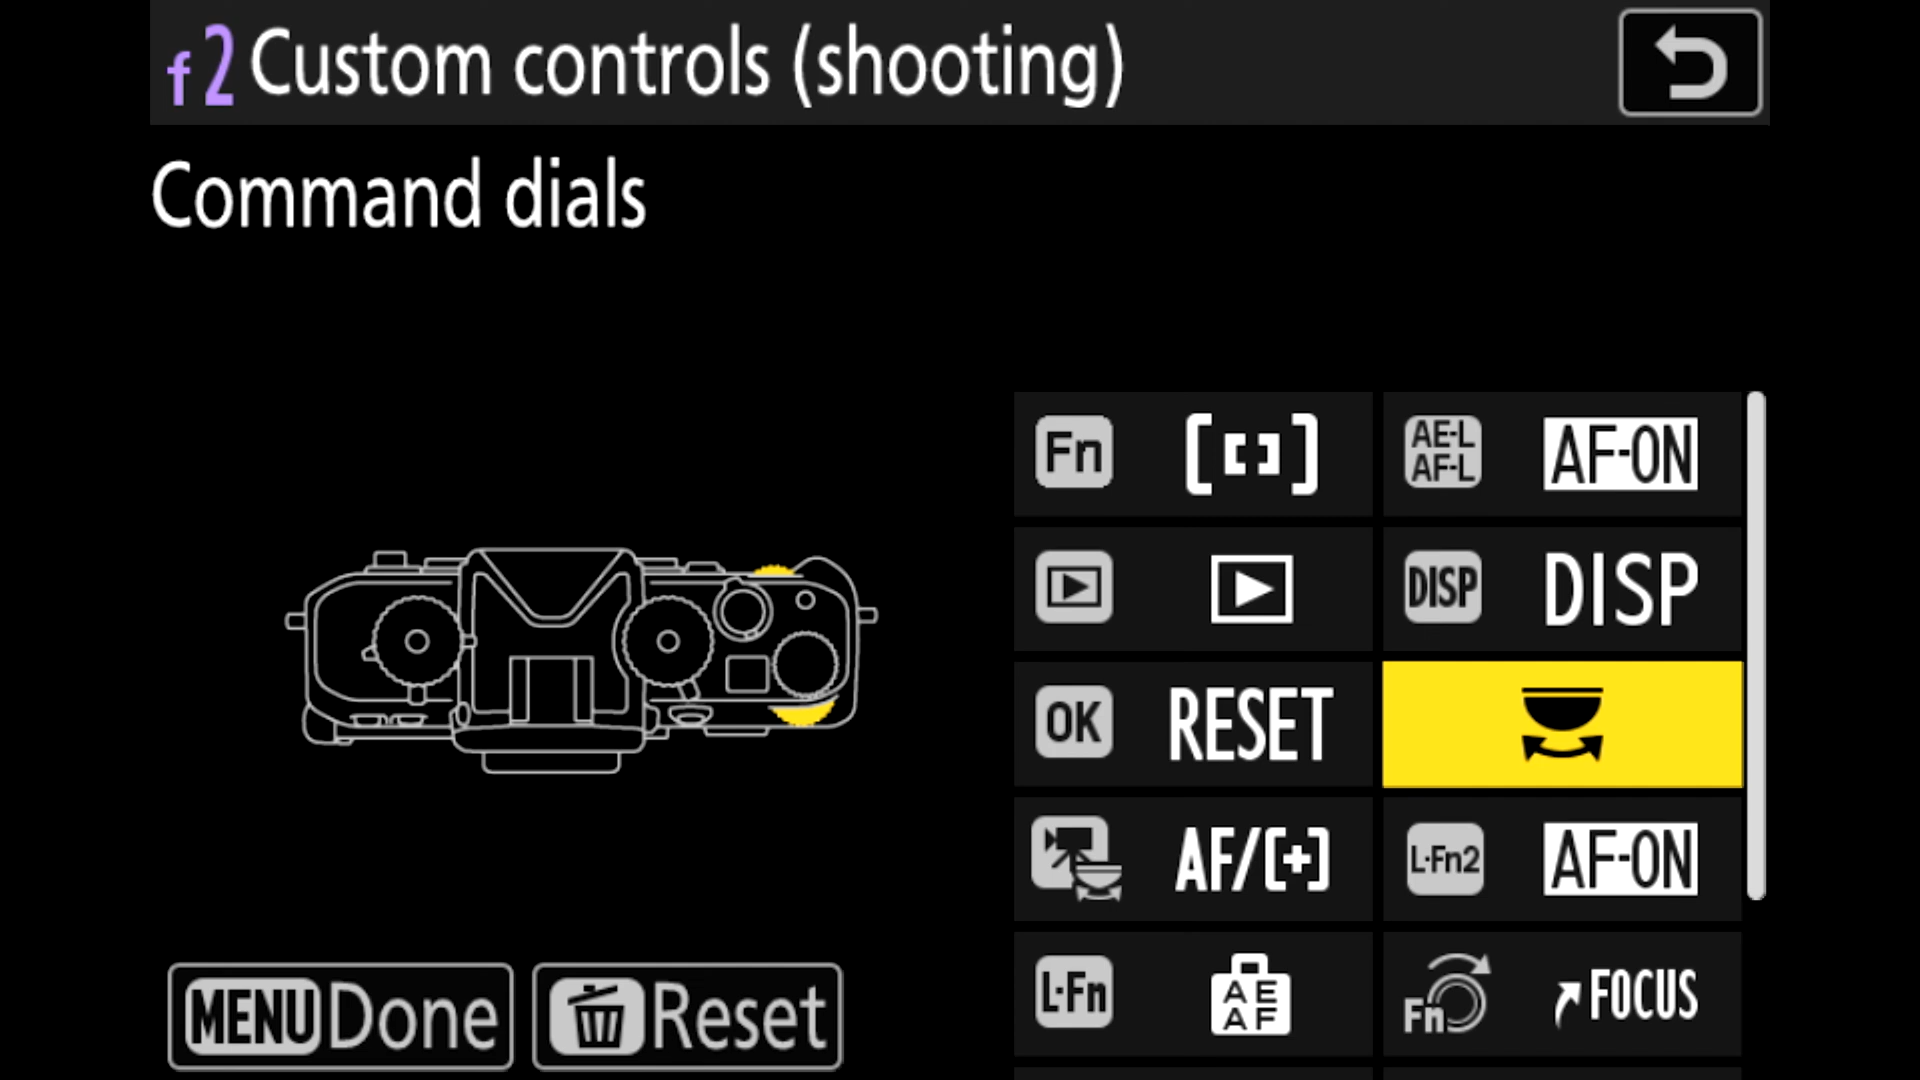 f2 Custom controls (shooting)
Command dials
Fn
AE-L
AF-L
AF-ON
DISP
DISP
OK
RESET
AF/[+]
L·Fn2
AF-ON
L·Fn
AE
AF
Fn
FOCUS
MENU Done
Reset